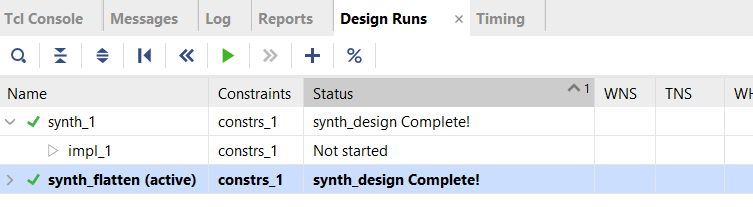 Tcl Console Messages Log Reports Design Runs × Timing
Name Constraints Status 1 WNS TNS WH
synth_1 constrs_1 synth_design Complete!
impl_1 constrs_1 Not started
synth_flatten (active) constrs_1 synth_design Complete!